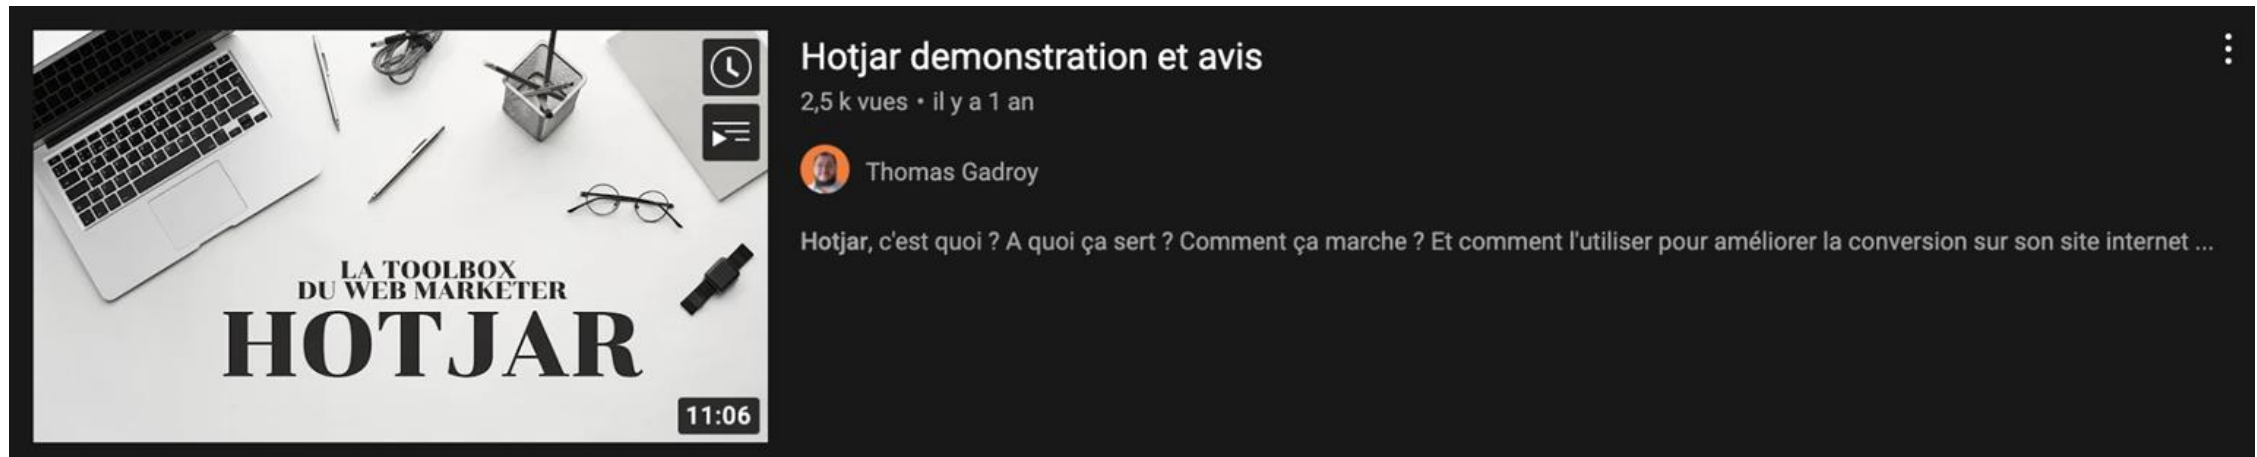 LA TOOLBOX
DU WEB MARKETER
HOTJAR
11:06
Hotjar demonstration et avis
2,5 k vues • il y a 1 an
Thomas Gadroy
Hotjar, c'est quoi ? A quoi ça sert ? Comment ça marche ? Et comment l'utiliser pour améliorer la conversion sur son site internet ...